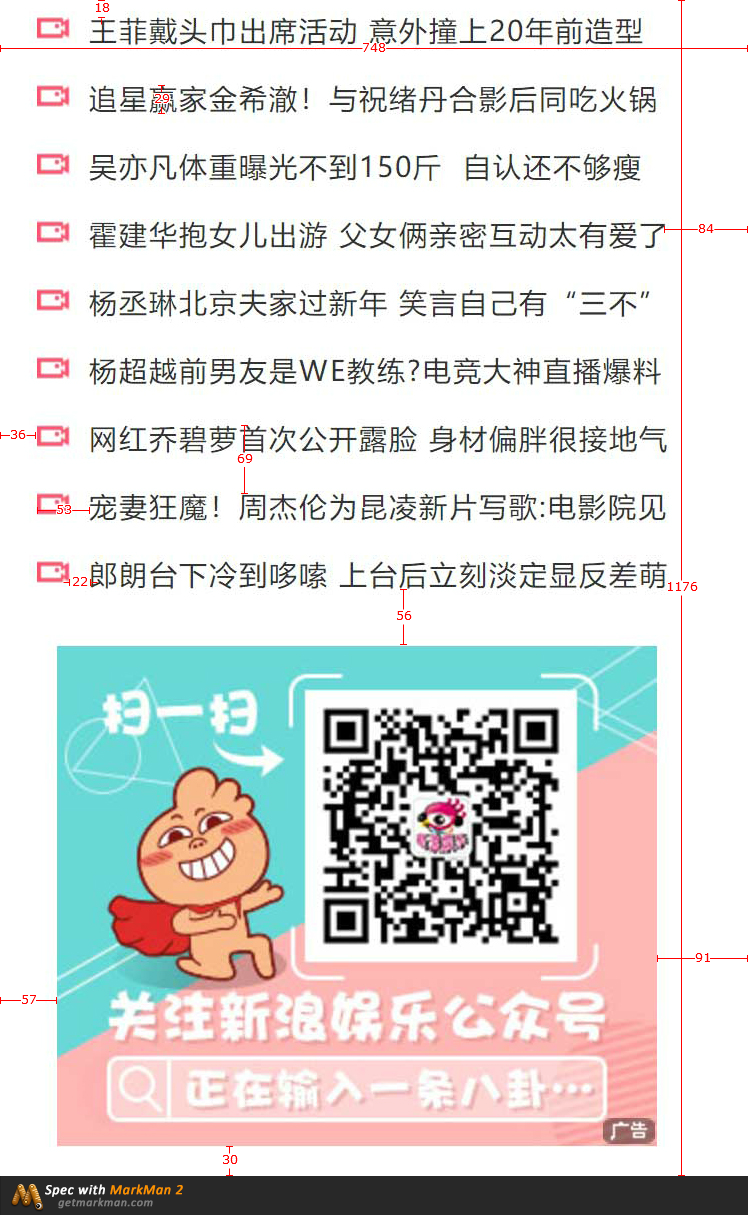 18
王菲戴头巾出席活动 意外撞上20年前造型
748
追星赢家金希澈！与祝绪丹合影后同吃火锅
29
吴亦凡体重曝光不到150斤 自认还不够瘦
霍建华抱女儿出游 父女俩亲密互动太有爱了
84
杨丞琳北京夫家过新年 笑言自己有“三不”
杨超越前男友是WE教练?电竞大神直播爆料
36
网红乔碧萝首次公开露脸 身材偏胖很接地气
69
53
宠妻狂魔！周杰伦为昆凌新片写歌:电影院见
22
郎朗台下冷到哆嗦 上台后立刻淡定显反差萌
1176
56
扫一扫
91
57
关注新浪娱乐公众号
正在输入一条八卦…
广告
30
Spec with MarkMan 2
getmarkman.com